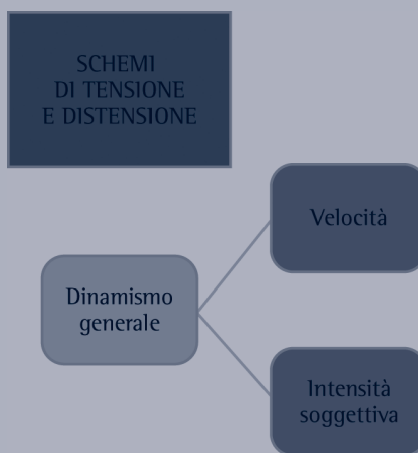 SCHEMI
DI TENSIONE
E DISTENSIONE
Velocità
Dinamismo
generale
Intensità
soggettiva